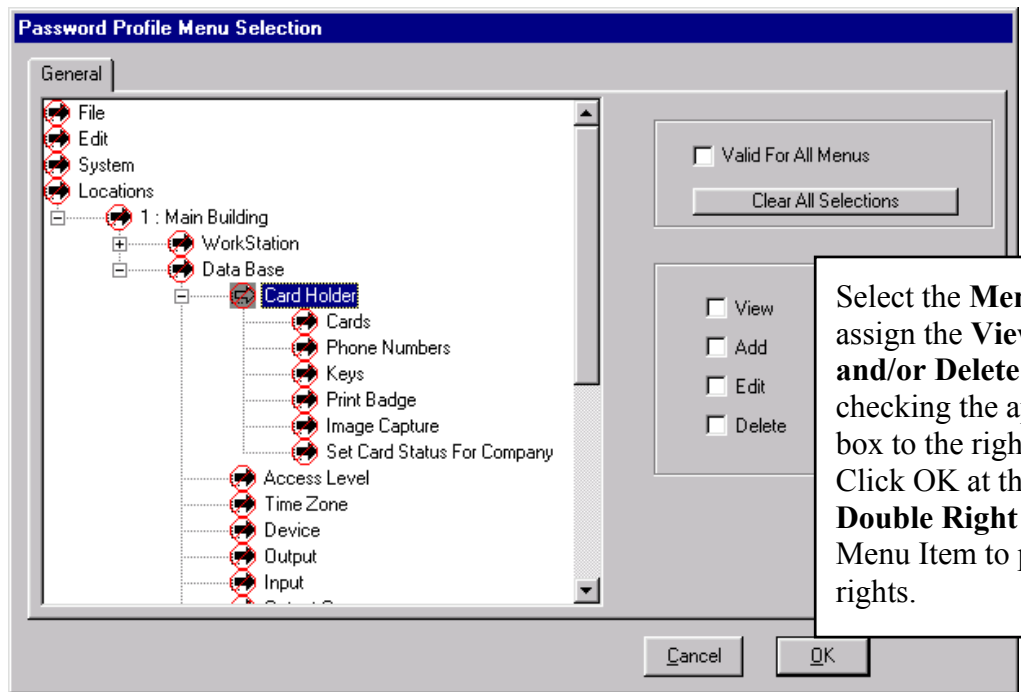 Password Profile Menu Selection
General
File
Edit
System
Locations
1 : Main Building
WorkStation
Data Base
Card Holder
Cards
Phone Numbers
Keys
Print Badge
Image Capture
Set Card Status For Company
Access Level
Time Zone
Device
Output
Input
Valid For All Menus
Clear All Selections
View
Add
Edit
Delete
Select the
assign the
and/or Delete
checking the
box to the
Click OK at
Double Right
Menu Item to
rights.
Cancel
OK